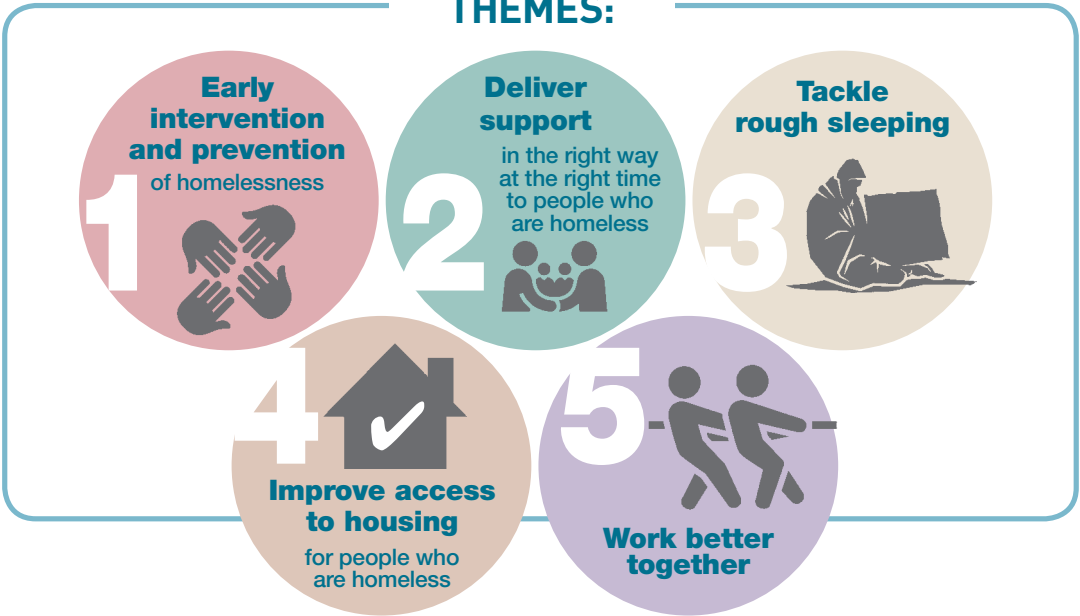 THEMES:
1
Early
intervention
and prevention
of homelessness
2
Deliver
support
in the right way
at the right time
to people who
are homeless
3
Tackle
rough sleeping
4
Improve access
to housing
for people who
are homeless
5
Work better
together